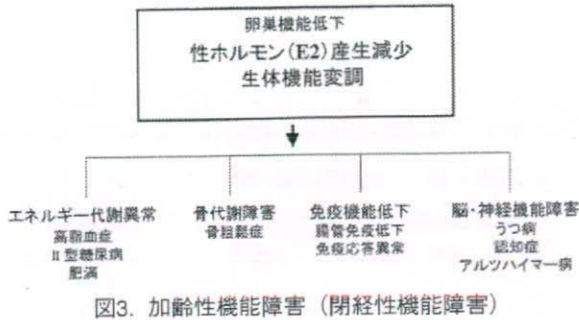 卵巣機能低下
性ホルモン(E2)産生減少
生体機能変調
エネルギー代謝異常
高脂血症
II型糖尿病
肥満
骨代謝障害
骨粗鬆症
免疫機能低下
腸管免疫低下
免疫応答異常
脳・神経機能障害
うつ病
認知症
アルツハイマー病
図3. 加齢性機能障害（閉経性機能障害）